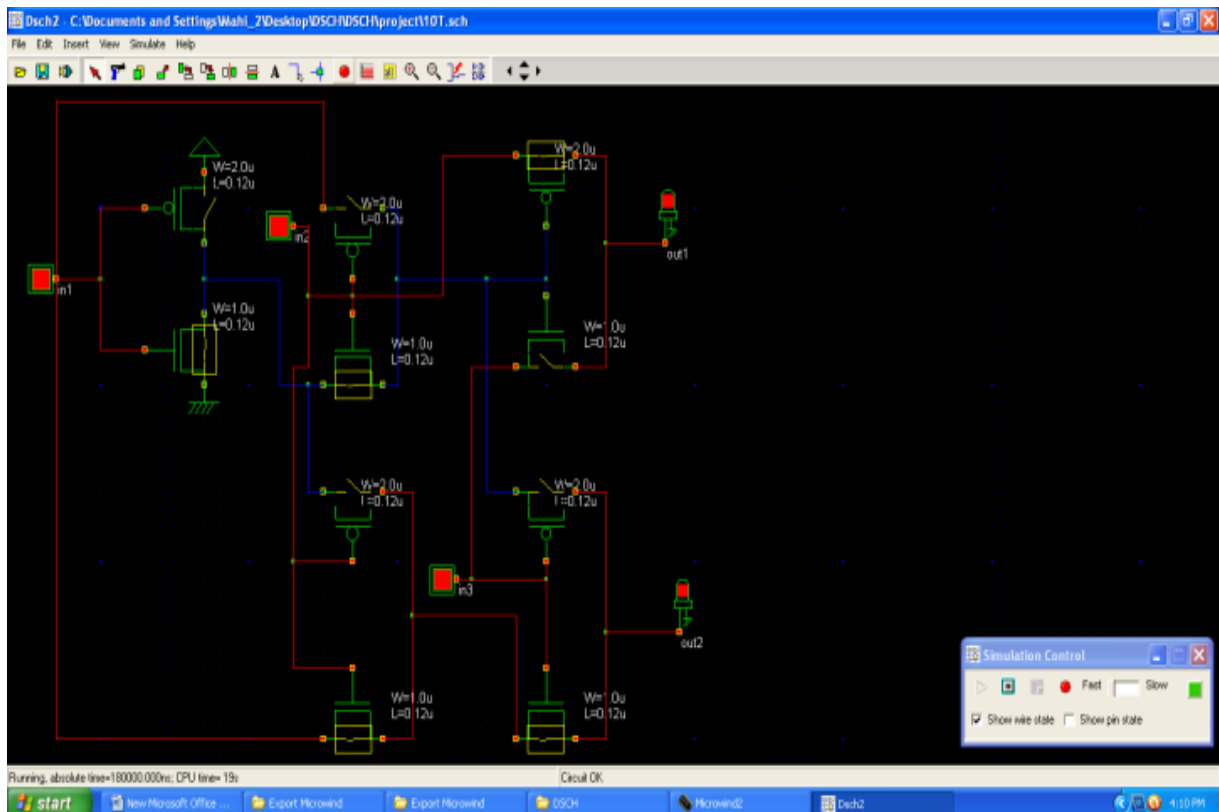 Dsch2 - C:\Documents and Settings\Wahi_2\Desktop\DSCH\DSCH\project\10T.sch
File Edit Insert View Simulate Help
W=2.0u
L=0.12u
W=2.0u
L=0.12u
W=2.0u
L=0.12u
in2
out1
in1
W=1.0u
L=0.12u
W=1.0u
L=0.12u
W=1.0u
L=0.12u
W=2.0u
L=0.12u
W=2.0u
L=0.12u
in3
out2
Simulation Control
Fast Slow
Show wire state Show pin state
W=1.0u
L=0.12u
W=1.0u
L=0.12u
Running, absolute time=180000.000ns; CPU time= 19s
Circuit OK
start New Microsoft Office ... Export Microwind Export Microwind DSCH Microwind2 Dsch2 4:10 PM